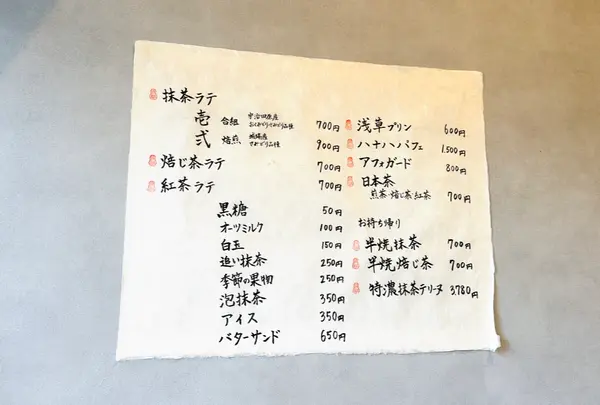 抹茶ラテ
壱 合組 宇治田原産 700円
弐 焙煎 900円
焙じ茶ラテ 700円
紅茶ラテ 700円
黒糖 50円
オーツミルク 100円
白玉 150円
追い抹茶 250円
季節の果物 250円
泡抹茶 350円
アイス 350円
バターサンド 650円
浅草プリン 600円
ハナハパフェ 1.500円
アフォガード 800円
日本茶
煎茶・焙じ茶・紅茶 700円
お持ち帰り
半焼抹茶 700円
半焼焙じ茶 700円
特濃抹茶テリーヌ 3.780円